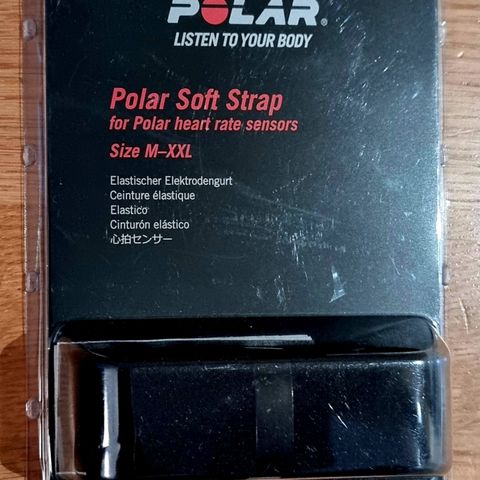 POLAR®
LISTEN TO YOUR BODY
Polar Soft Strap
for Polar heart rate sensors
Size M–XXL
Elastischer Elektrodengurt
Ceinture élastique
Elastico
Cinturón elástico
心拍センサー